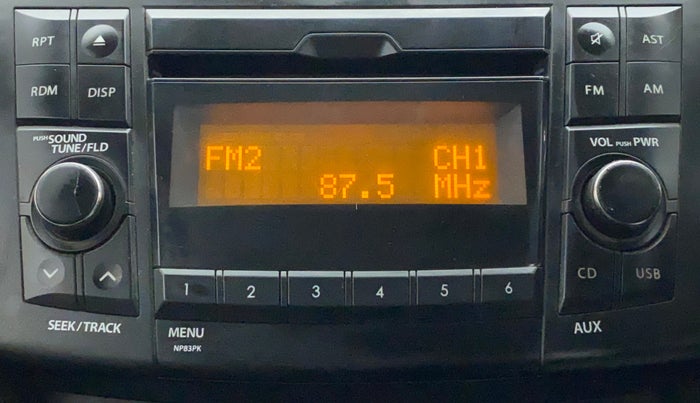 RPT
AST
RDM
DISP
FM
AM
PUSH SOUND
TUNE/FLD
VOL PUSH PWR
FM2 CH1
87.5 MHz
CD
USB
1 2 3 4 5 6
SEEK/TRACK
MENU
NP83PK
AUX